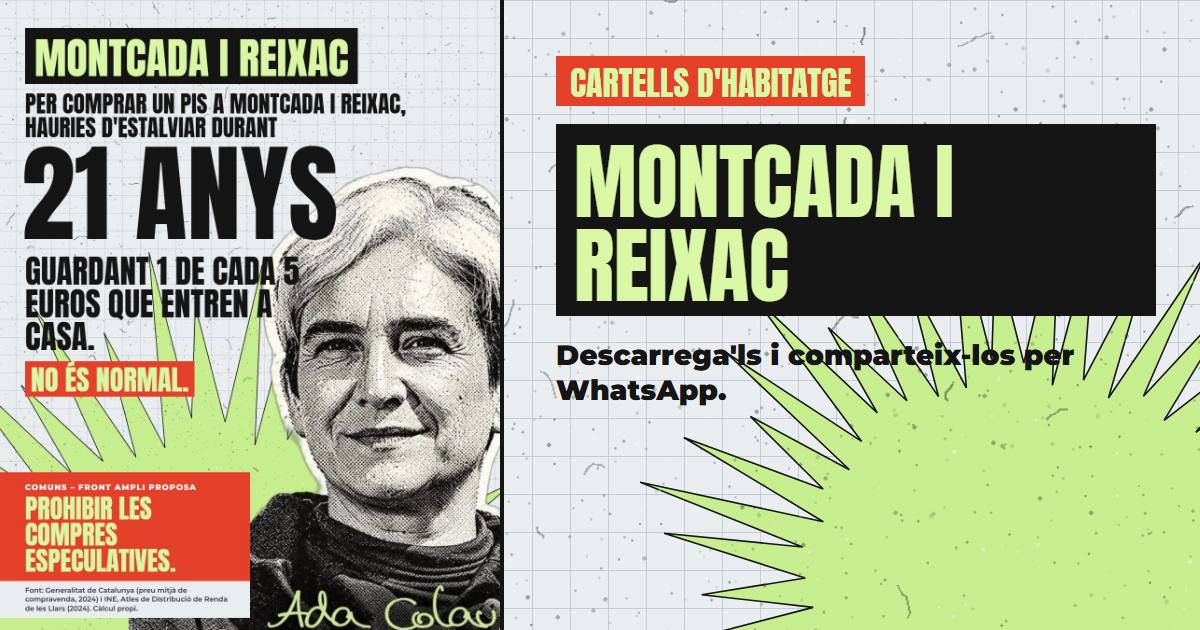 MONTCADA I REIXAC
PER COMPRAR UN PIS A MONTCADA I REIXAC,
HAURIES D'ESTALVIAR DURANT
21 ANYS
GUARDANT 1 DE CADA 5
EUROS QUE ENTREN A
CASA.
NO ÉS NORMAL.
COMUNS – FRONT AMPLI PROPOSA
PROHIBIR LES
COMPRES
ESPECULATIVES.
Font: Generalitat de Catalunya (preu mitjà de
compravenda, 2024) i INE, Atles de Distribució de Renda
de les Llars (2024). Càlcul propi.
Ada Colau
CARTELLS D'HABITATGE
MONTCADA I
REIXAC
Descarrega'ls i comparteix-los per
WhatsApp.